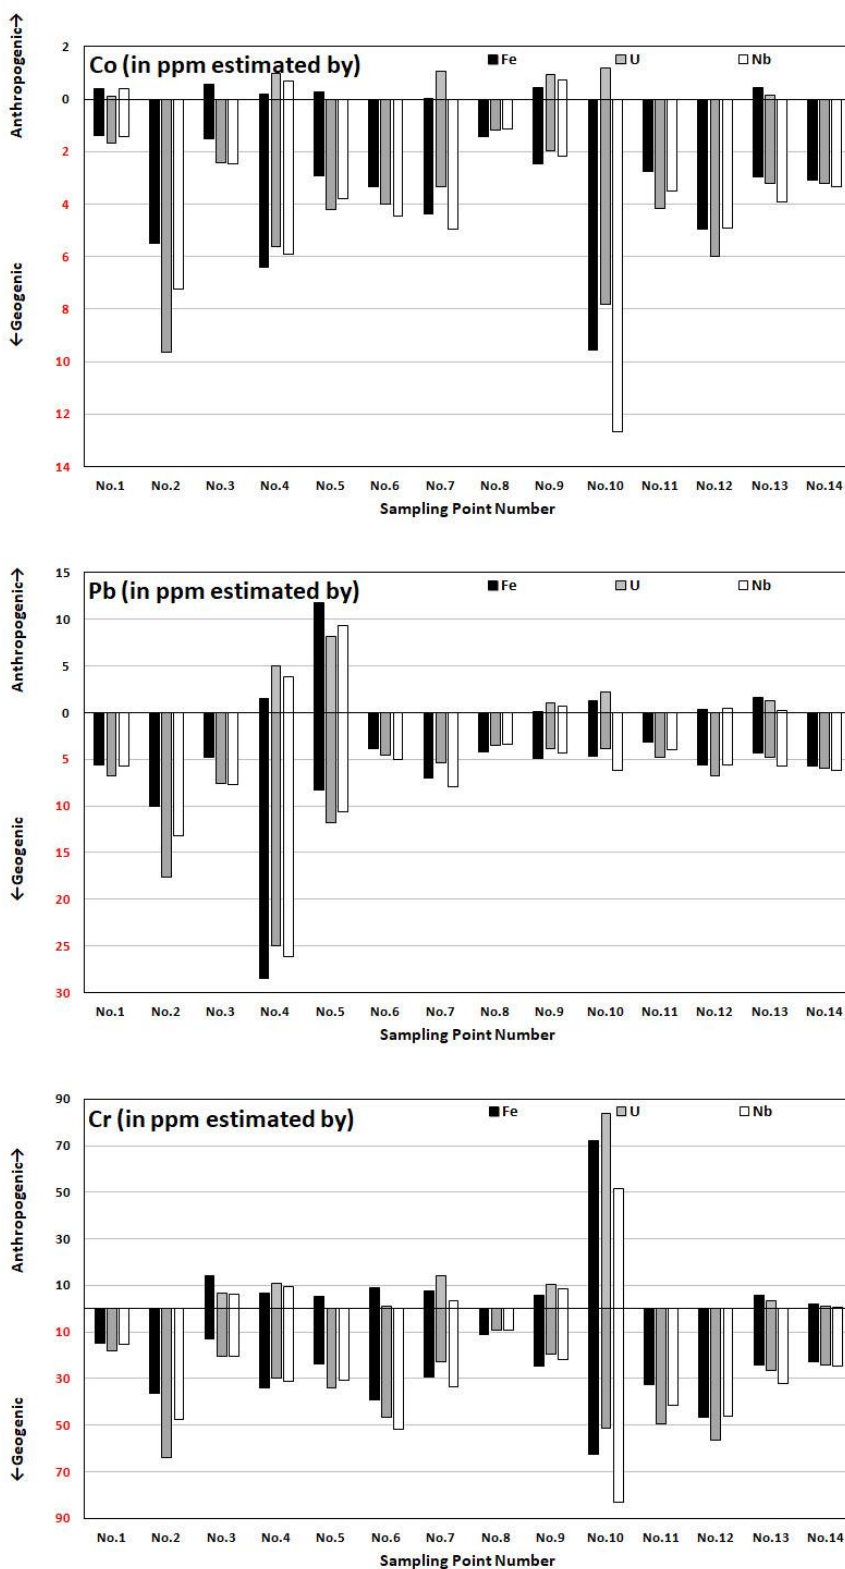 Anthropogenic→
←Geogenic
Co (in ppm estimated by)
Fe U Nb
2
0
2
4
6
8
10
12
14
No.1 No.2 No.3 No.4 No.5 No.6 No.7 No.8 No.9 No.10 No.11 No.12 No.13 No.14
Sampling Point Number
Anthropogenic→
←Geogenic
Pb (in ppm estimated by)
Fe U Nb
15
10
5
0
5
10
15
20
25
30
No.1 No.2 No.3 No.4 No.5 No.6 No.7 No.8 No.9 No.10 No.11 No.12 No.13 No.14
Sampling Point Number
Anthropogenic→
←Geogenic
Cr (in ppm estimated by)
Fe U Nb
90
70
50
30
10
10
30
50
70
90
No.1 No.2 No.3 No.4 No.5 No.6 No.7 No.8 No.9 No.10 No.11 No.12 No.13 No.14
Sampling Point Number